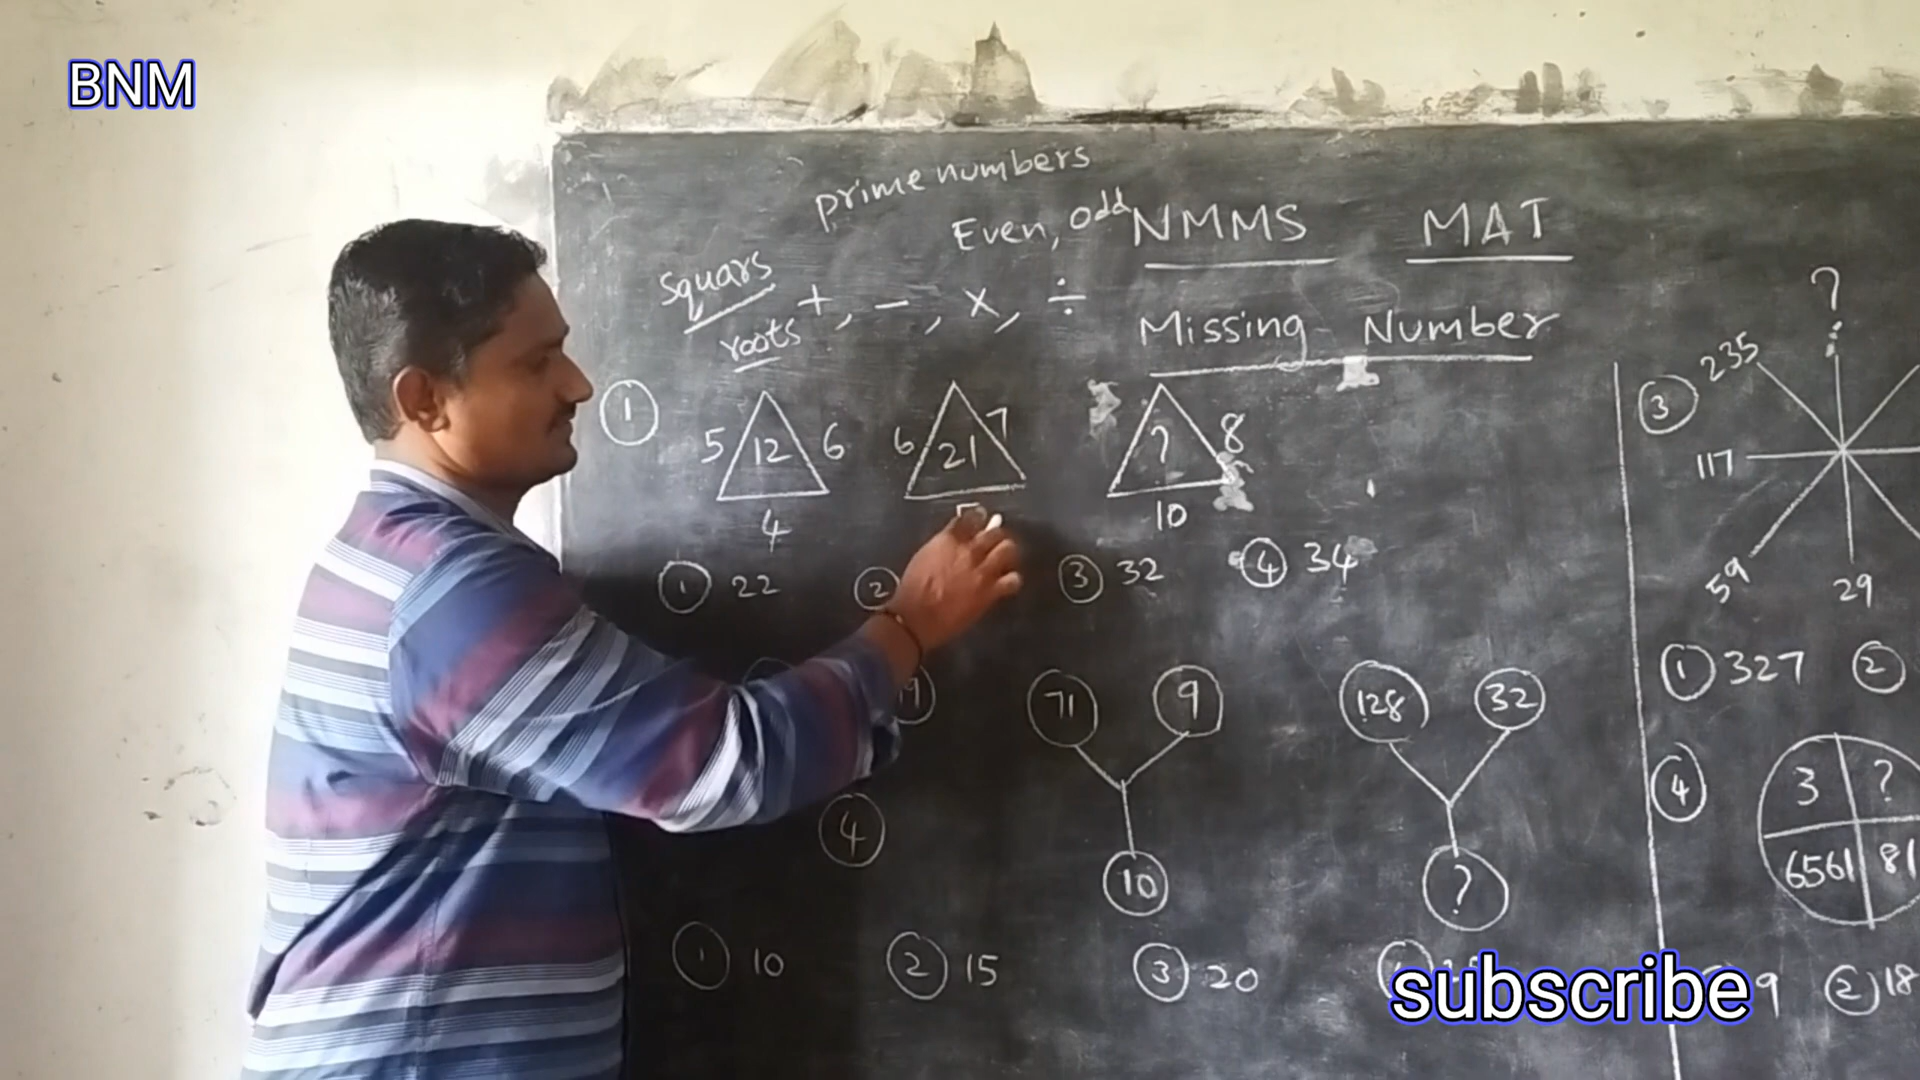 BNM
prime numbers
Even, odd
NMMS MAT
Squars
roots
+, -, x, ÷
Missing Number
① 5 12 6 4
6 21 7
? 8 10
① 22 ② ③ 32 ④ 34
19 4
71 9 10
128 32 ?
① 10 ② 15 ③ 20
③ 235 ?
117
59 29
① 327 ②
④ 3 ?
6561 81
9 ② 18
subscribe